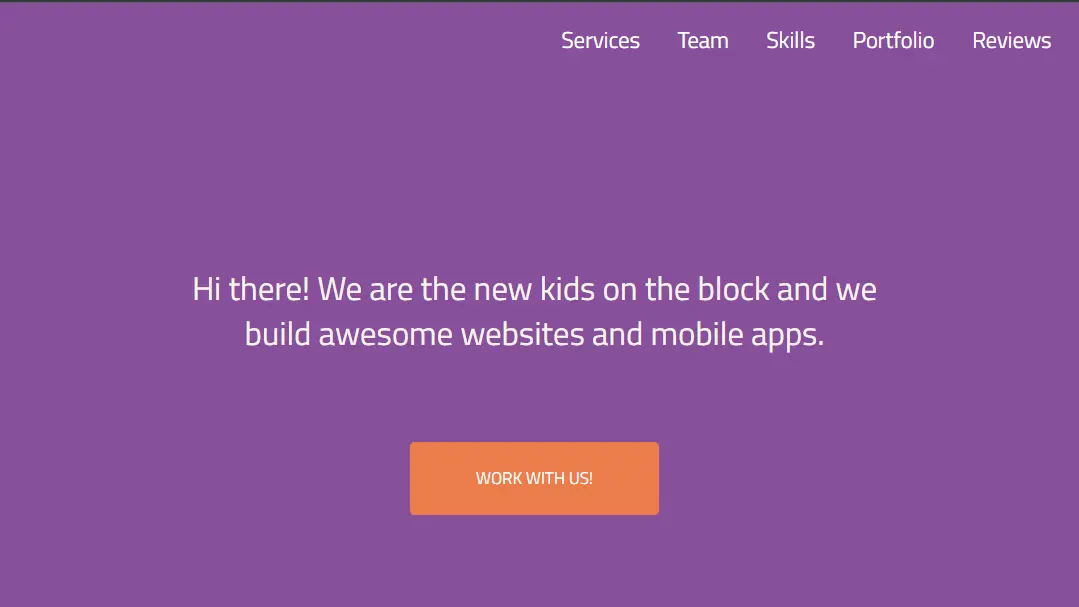 Services Team Skills Portfolio Reviews
Hi there! We are the new kids on the block and we
build awesome websites and mobile apps.
WORK WITH US!